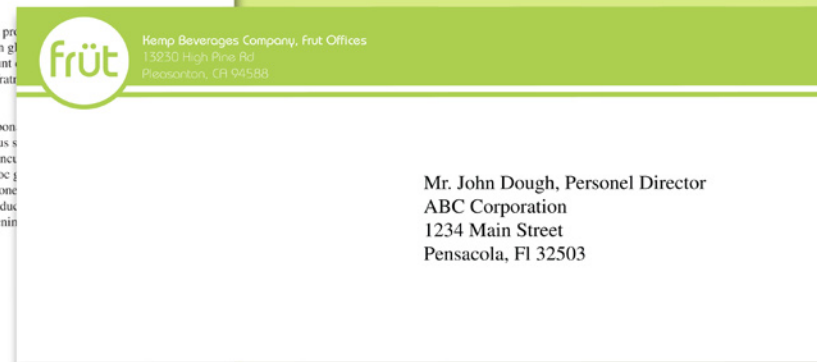 früt
Kemp Beverages Company, Frut Offices
13230 High Pine Rd
Pleasanton, CA 94588
Mr. John Dough, Personel Director
ABC Corporation
1234 Main Street
Pensacola, Fl 32503